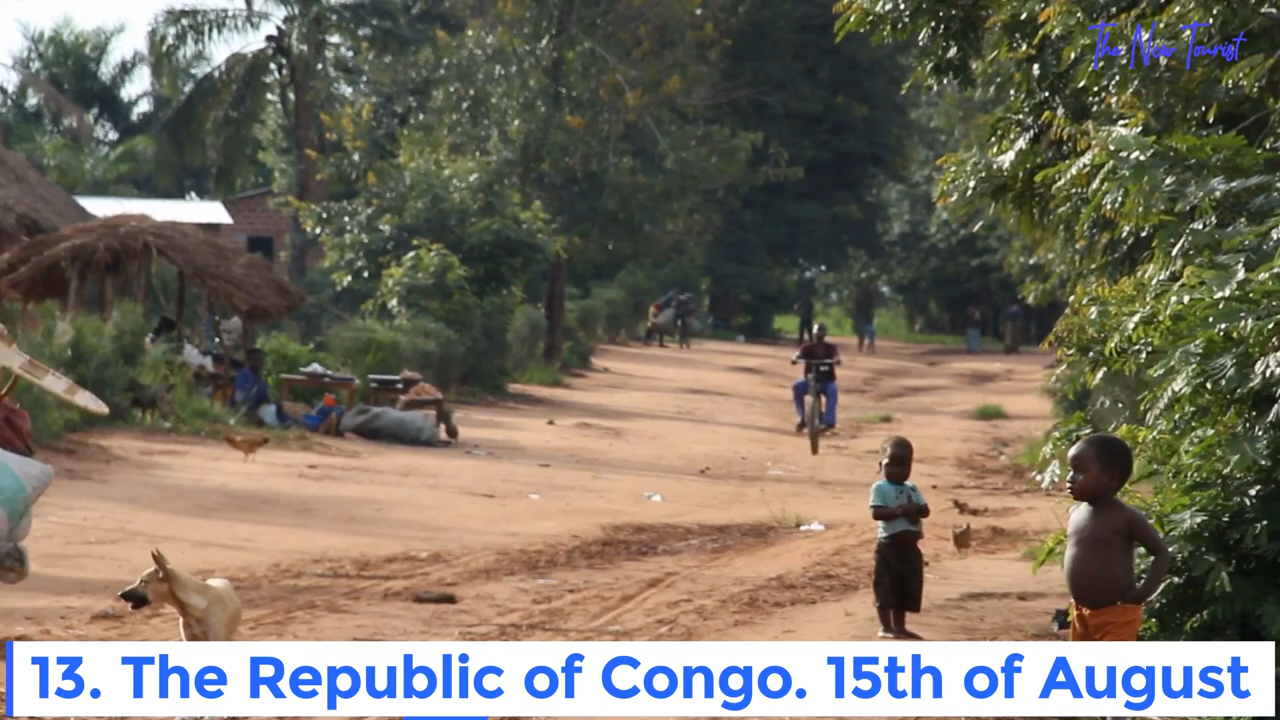 The New Tourist
13. The Republic of Congo. 15th of August